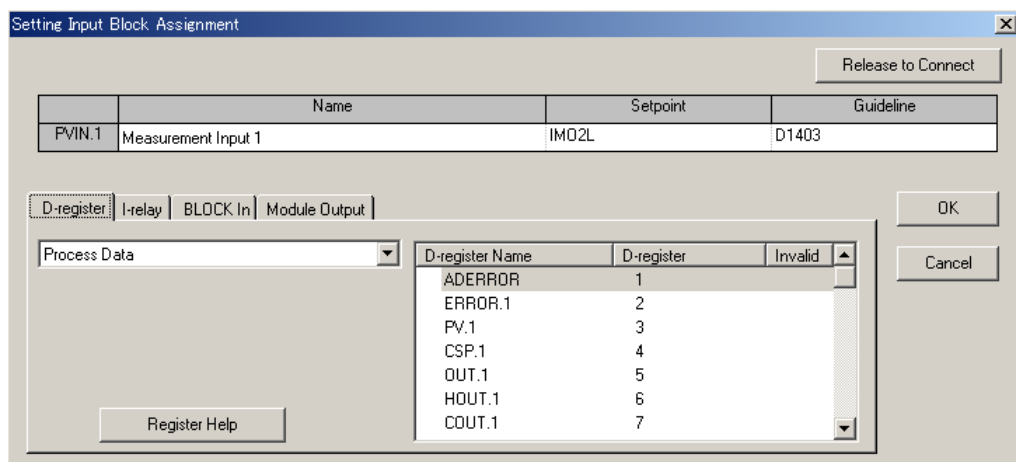 Setting Input Block Assignment
Release to Connect
Name Setpoint Guideline
PVIN.1 Measurement Input 1 IMO2L D1403
D-register I-relay BLOCK In Module Output
OK
Process Data
D-register Name D-register Invalid
Cancel
ADERROR 1
ERROR.1 2
PV.1 3
CSP.1 4
OUT.1 5
HOUT.1 6
Register Help
COUT.1 7